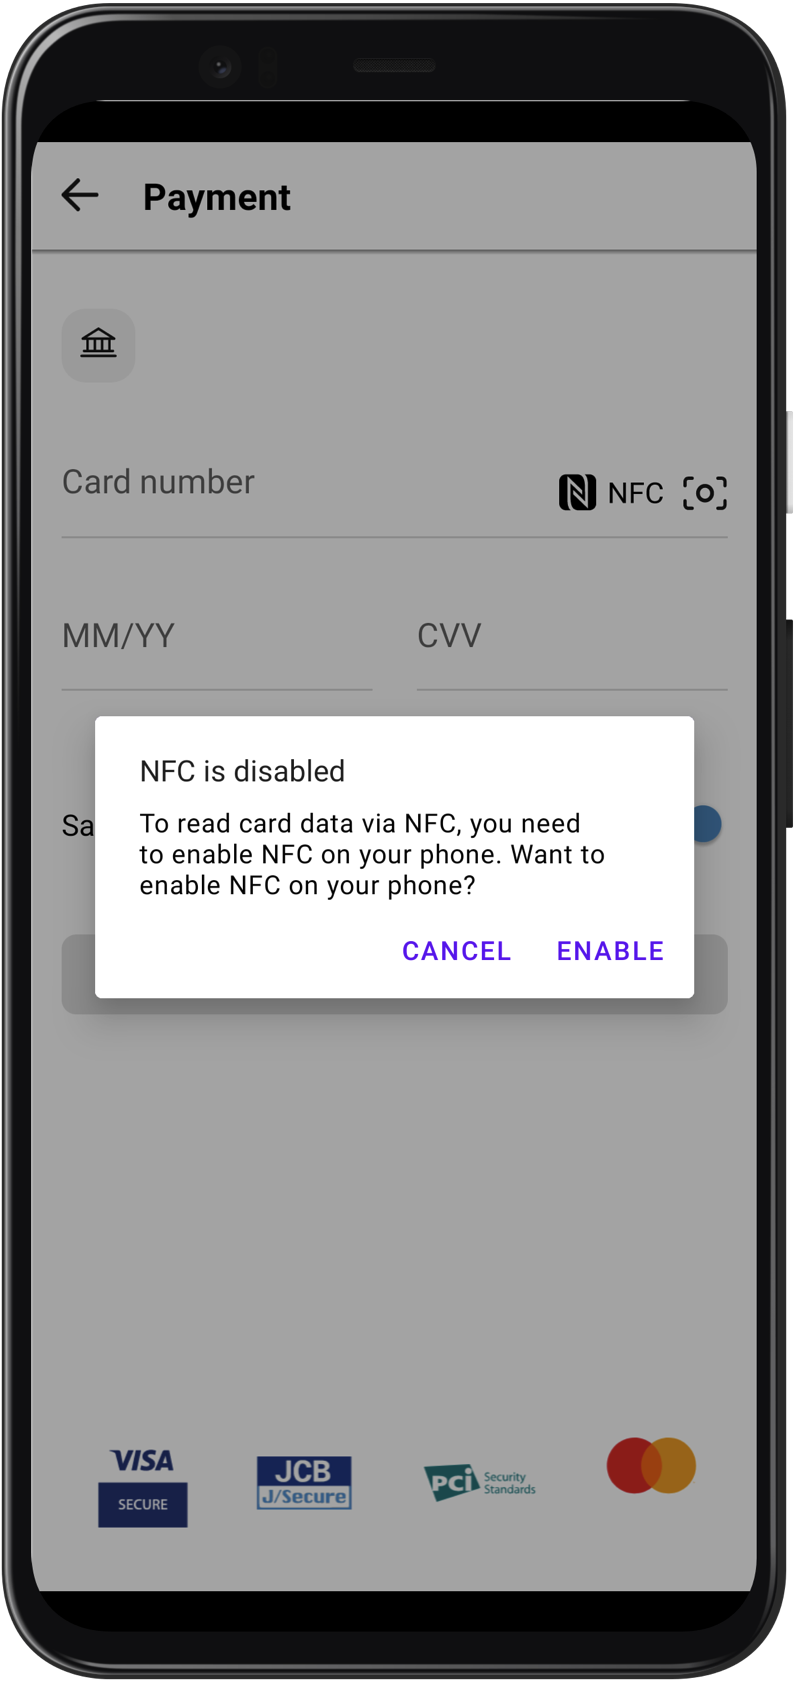 Payment
Card number
NFC
MM/YY
CVV
Sa
NFC is disabled
To read card data via NFC, you need
to enable NFC on your phone. Want to
enable NFC on your phone?
CANCEL
ENABLE
VISA
SECURE
JCB
J/Secure
PCi
Security
Standards